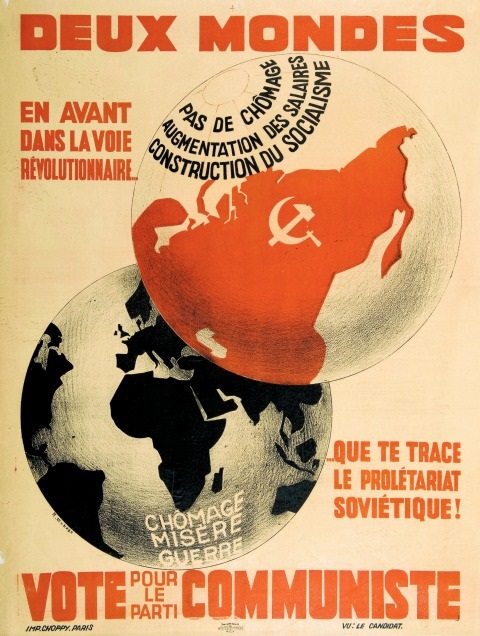 DEUX MONDES
EN AVANT
DANS LA VOIE
RÉVOLUTIONNAIRE...
PAS DE CHÔMAGE
AUGMENTATION DES SALAIRES
CONSTRUCTION DU SOCIALISME
...QUE TE TRACE
LE PROLÉTARIAT
SOVIÉTIQUE!
CHÔMAGE
MISÈRE
GUERRE
VOTE POUR LE PARTI COMMUNISTE
IMP. CHOPPY. PARIS
VU: LE CANDIDAT.